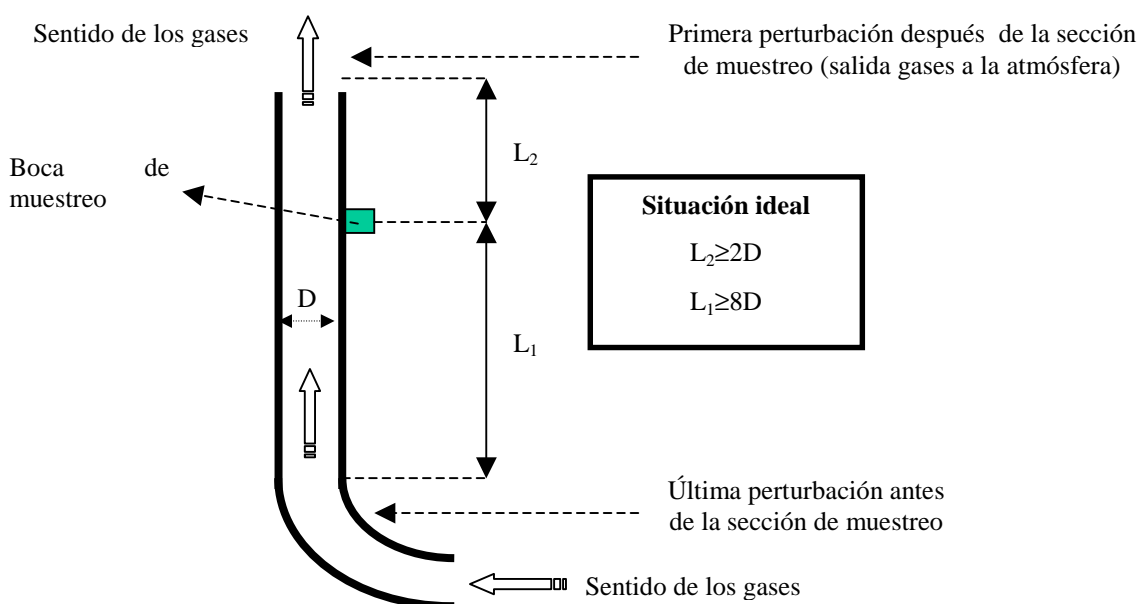 Sentido de los gases
Primera perturbación después de la sección
de muestreo (salida gases a la atmósfera)
L₂
Boca de
muestreo
Situación ideal
L₂≥2D
L₁≥8D
D
L₁
Última perturbación antes
de la sección de muestreo
Sentido de los gases